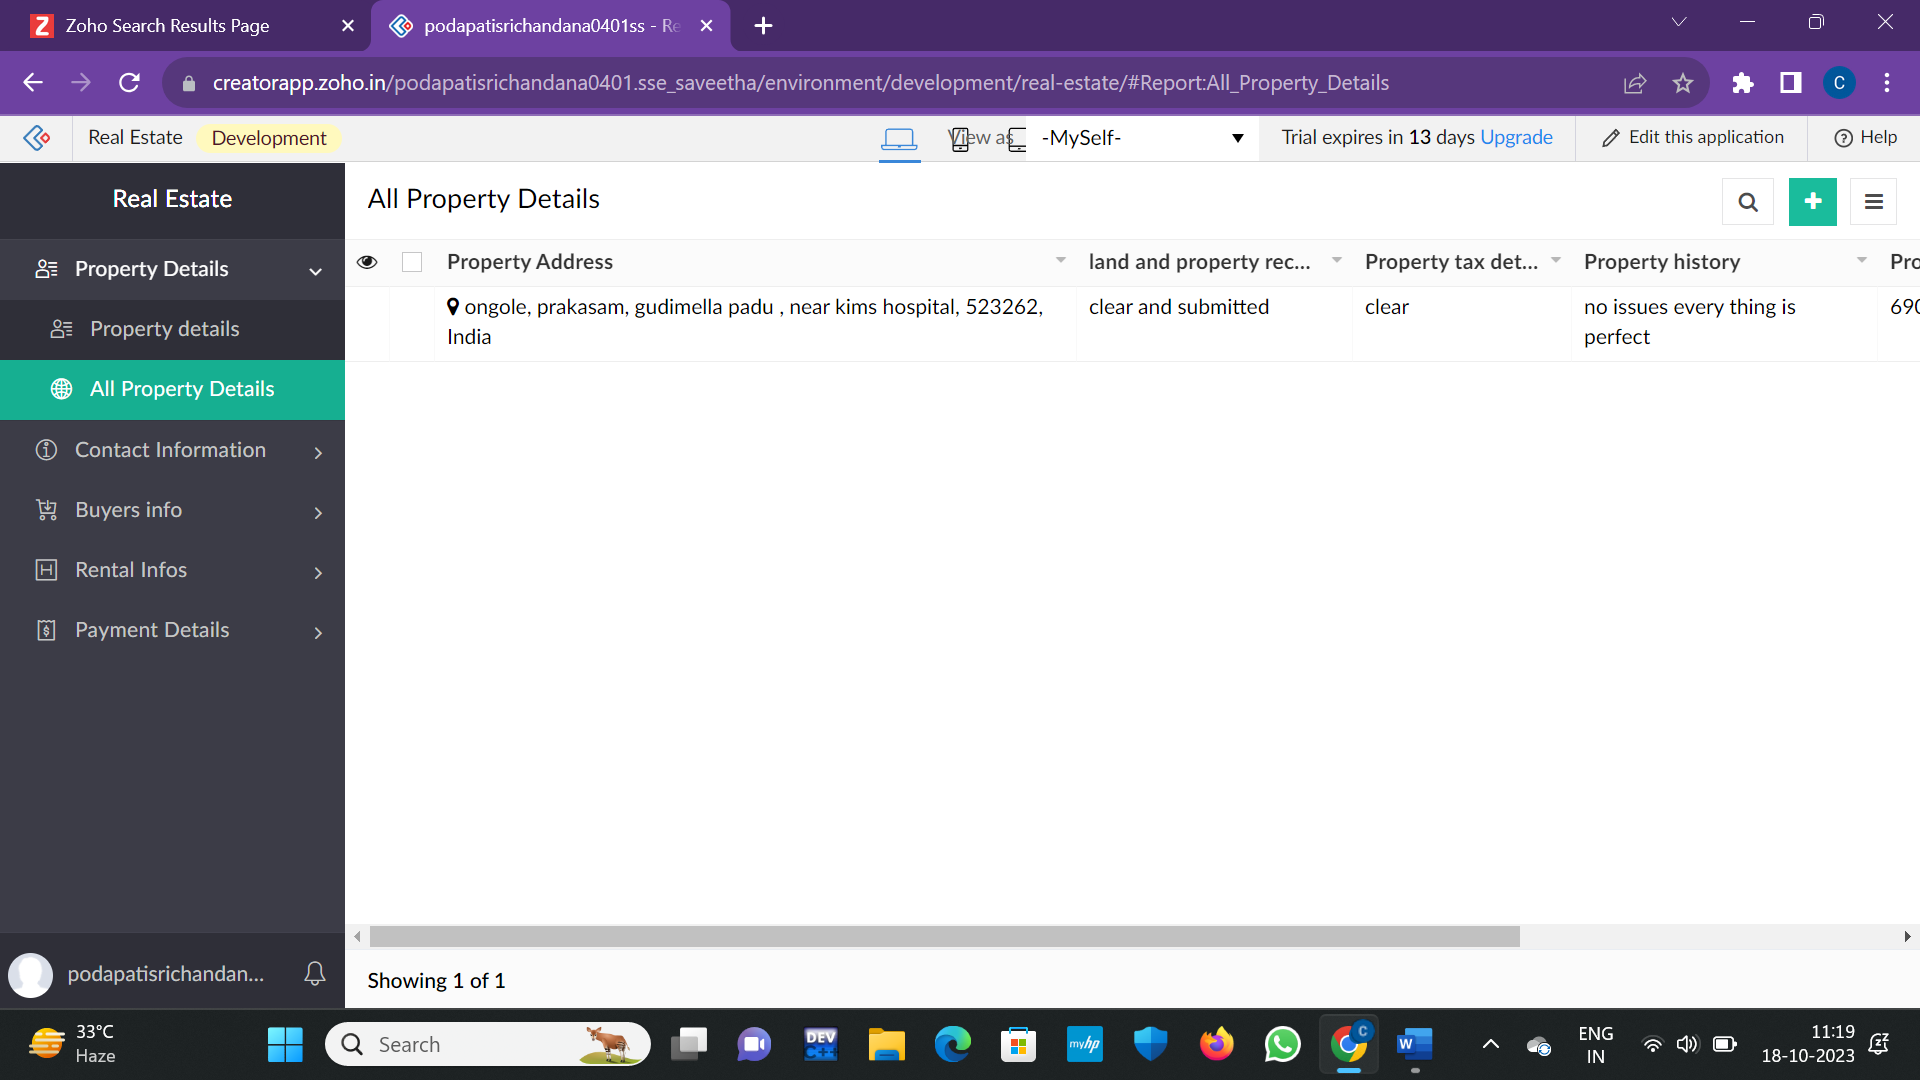 Zoho Search Results Page
podapatisrichandana0401ss - Re
creatorapp.zoho.in/podapatisrichandana0401.sse_saveetha/environment/development/real-estate/#Report:All_Property_Details
C
Real Estate
Development
View as
-MySelf-
Trial expires in 13 days Upgrade
Edit this application
Help
Real Estate
All Property Details
Property Details
Property details
All Property Details
Contact Information
Buyers info
Rental Infos
Payment Details
Property Address
land and property rec...
Property tax det...
Property history
Pro
ongole, prakasam, gudimella padu , near kims hospital, 523262,
India
clear and submitted
clear
no issues every thing is
perfect
690
Showing 1 of 1
podapatisrichandan...
33°C
Haze
Search
DEV
C++
myhp
C
W
ENG
IN
11:19
18-10-2023